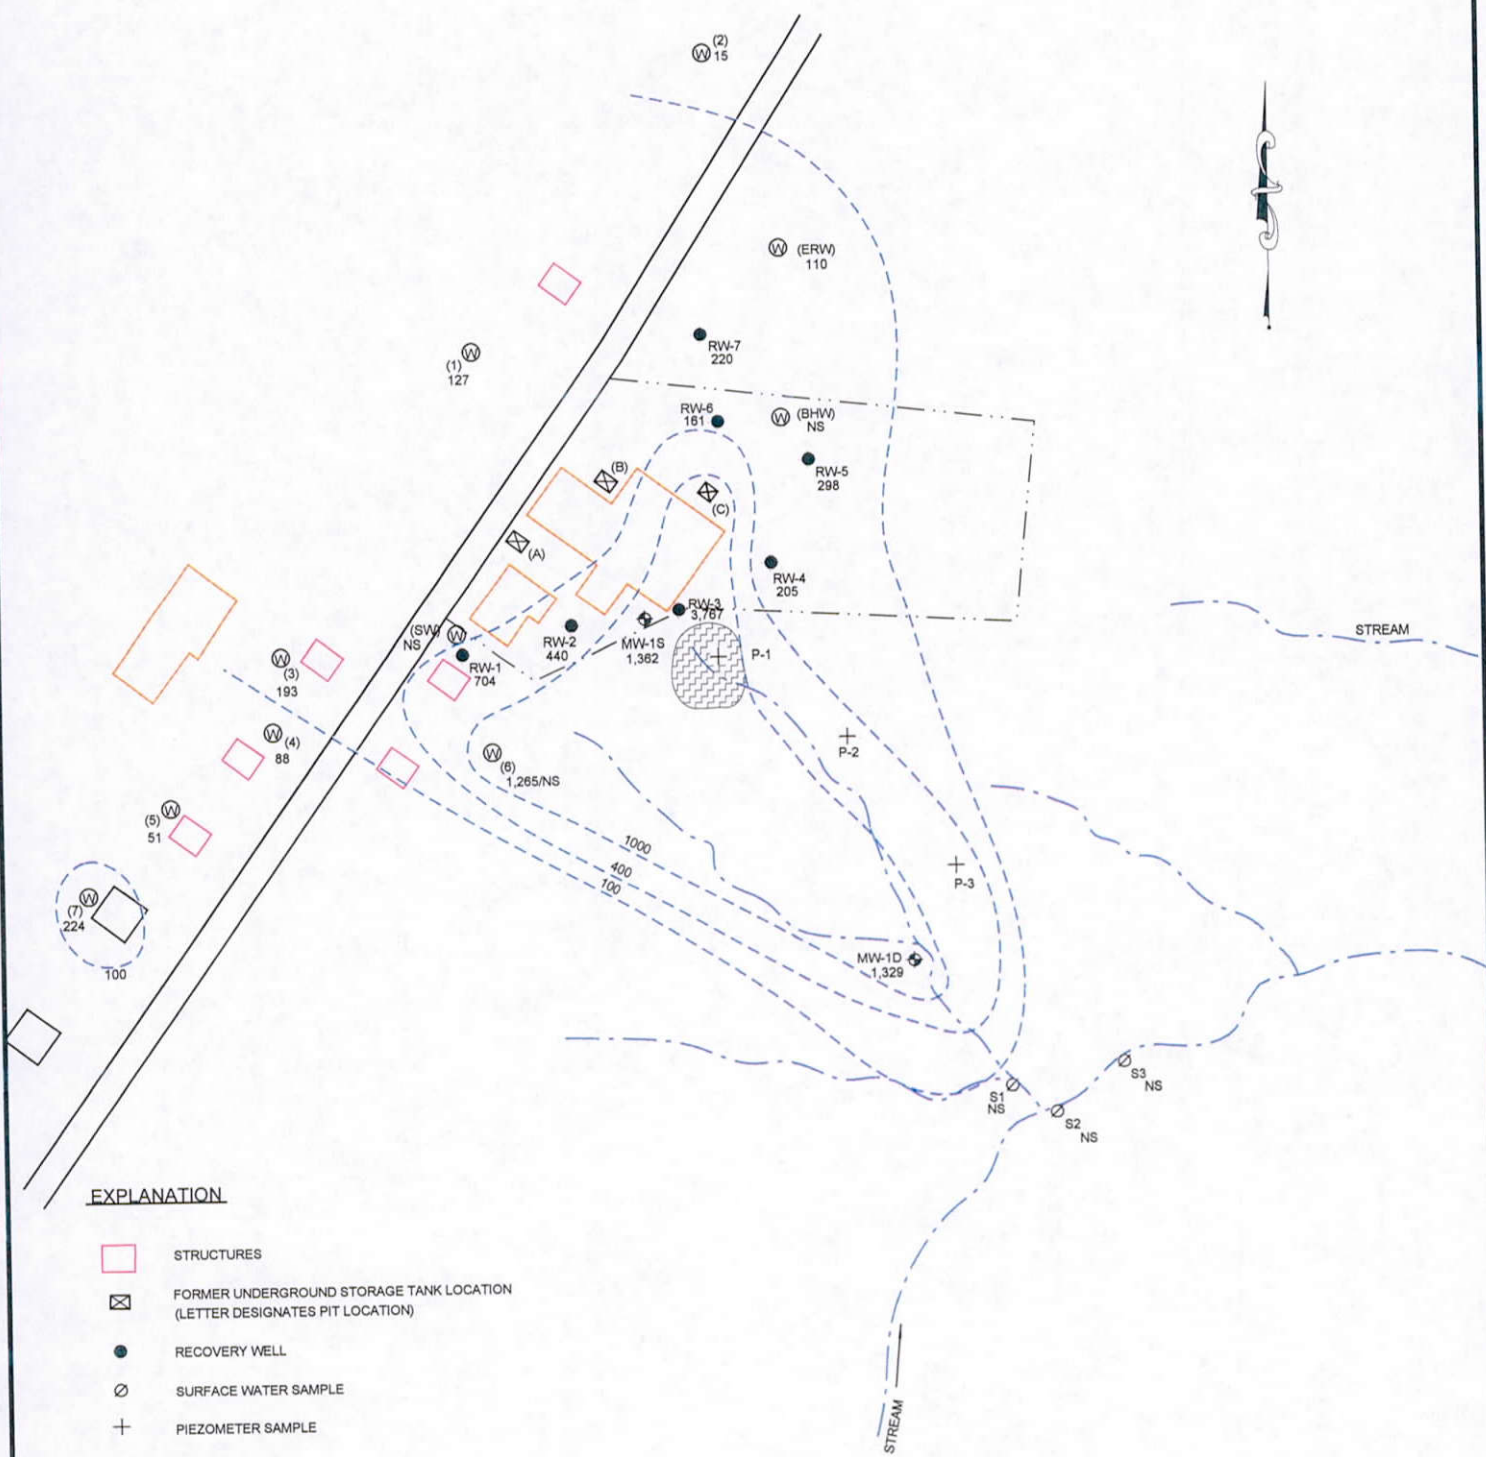 (2)
15
(ERW)
110
RW-7
220
(1)
127
RW-6
161
(BHW)
NS
RW-5
298
(B)
(C)
(A)
RW-4
205
RW-3
3,767
(SW)
NS
RW-2
440
MW-1S
1,362
P-1
RW-1
704
STREAM
(3)
193
(4)
88
P-2
(6)
1,265/NS
(5)
51
1000
400
100
P-3
(7)
224
100
MW-1D
1,329
S1
NS
S2
NS
S3
NS
EXPLANATION
STRUCTURES
FORMER UNDERGROUND STORAGE TANK LOCATION
(LETTER DESIGNATES PIT LOCATION)
RECOVERY WELL
SURFACE WATER SAMPLE
PIEZOMETER SAMPLE
STREAM